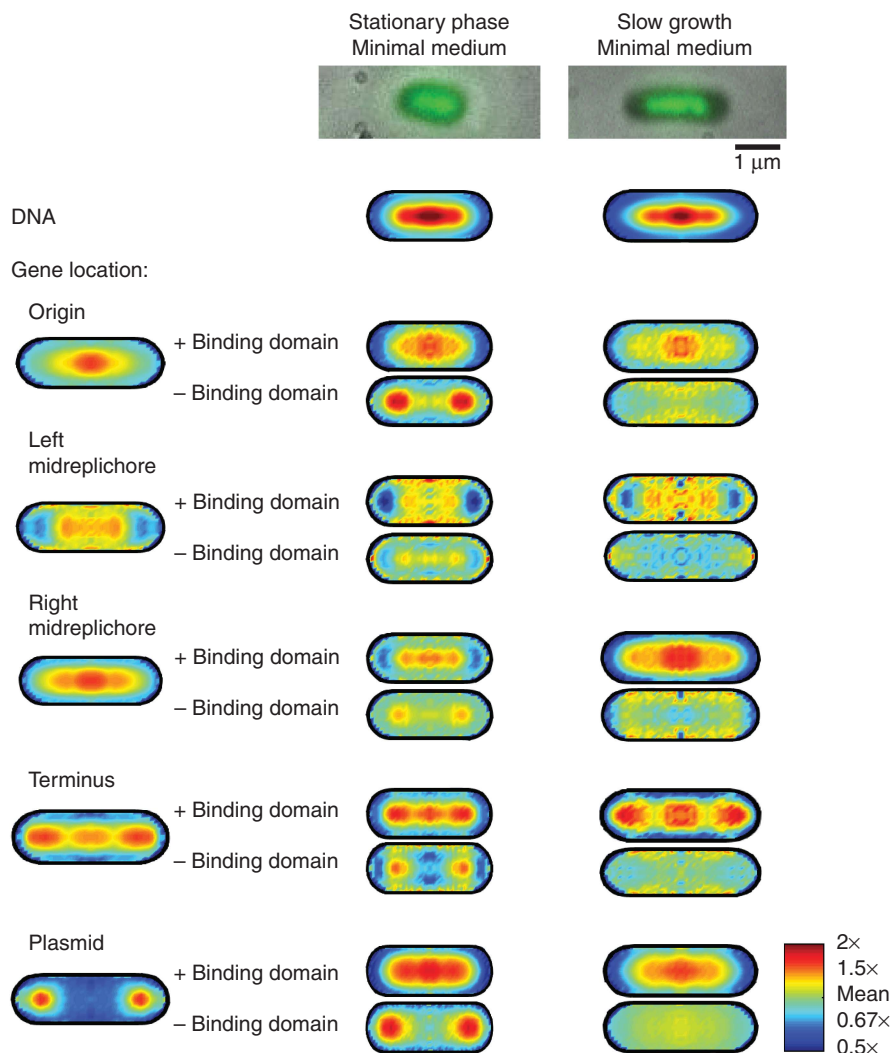 Stationary phase
Minimal medium
Slow growth
Minimal medium
1 μm
DNA
Gene location:
Origin
+ Binding domain
– Binding domain
Left
midreplichore
+ Binding domain
– Binding domain
Right
midreplichore
+ Binding domain
– Binding domain
Terminus
+ Binding domain
– Binding domain
Plasmid
+ Binding domain
– Binding domain
2×
1.5×
Mean
0.67×
0.5×